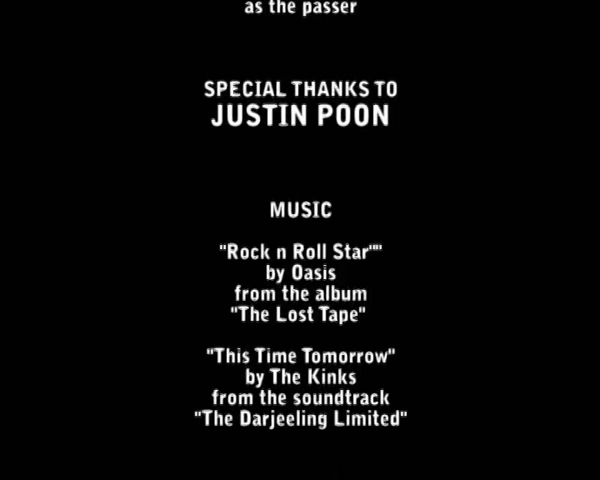 as the passer
SPECIAL THANKS TO
JUSTIN POON
MUSIC
"Rock n Roll Star""
by Oasis
from the album
"The Lost Tape"
"This Time Tomorrow"
by The Kinks
from the soundtrack
"The Darjeeling Limited"